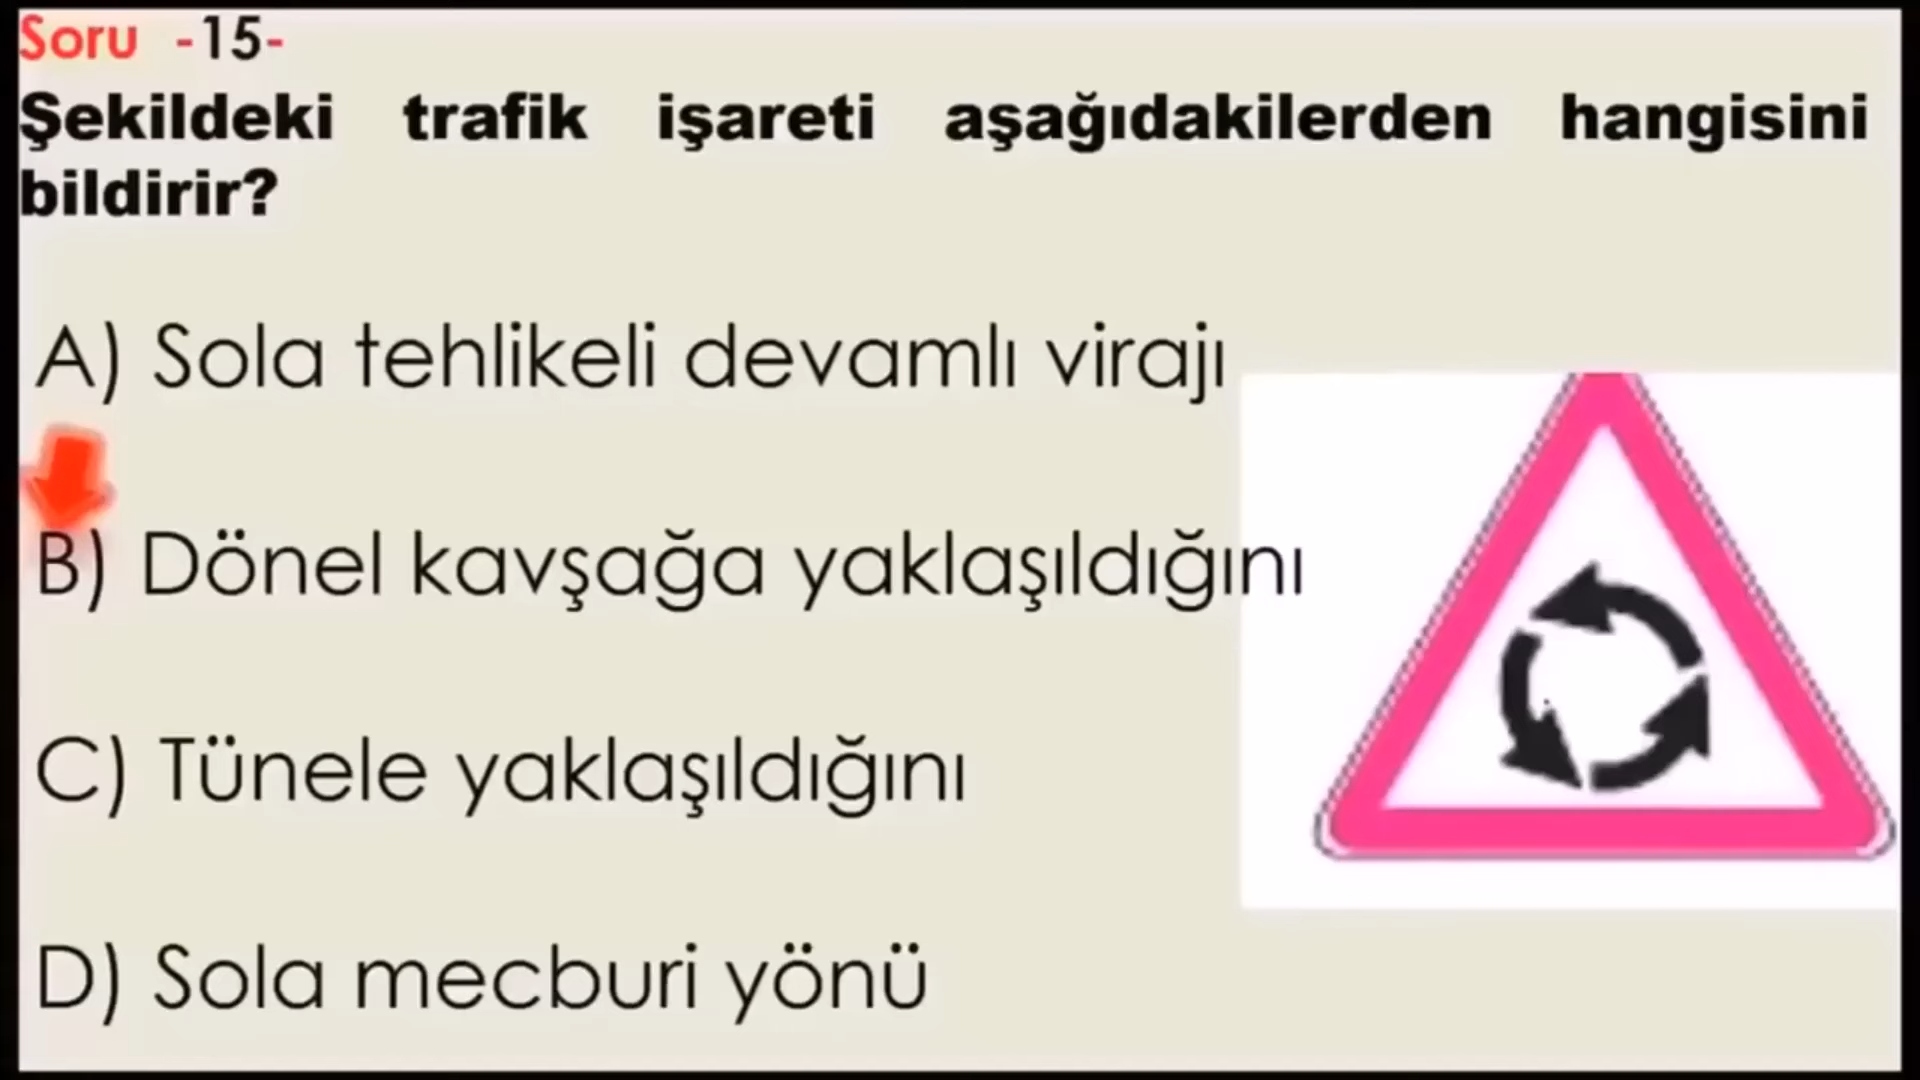 Soru -15-
Şekildeki trafik işareti aşağıdakilerden hangisini
bildirir?
A) Sola tehlikeli devamlı virajı
B) Dönel kavşağa yaklaşıldığını
C) Tünele yaklaşıldığını
D) Sola mecburi yönü